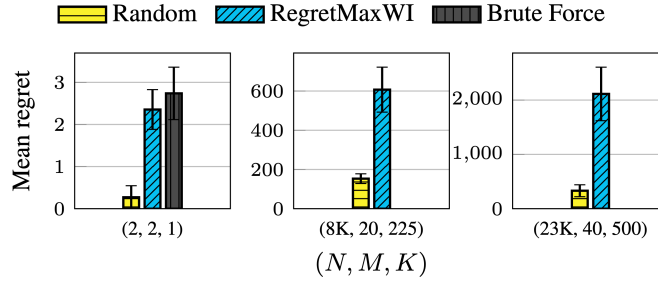 Random RegretMaxWI Brute Force
Mean regret
3
2
1
0
(2, 2, 1)
600
400
200
0
(8K, 20, 225)
2,000
1,000
0
(23K, 40, 500)
(N, M, K)